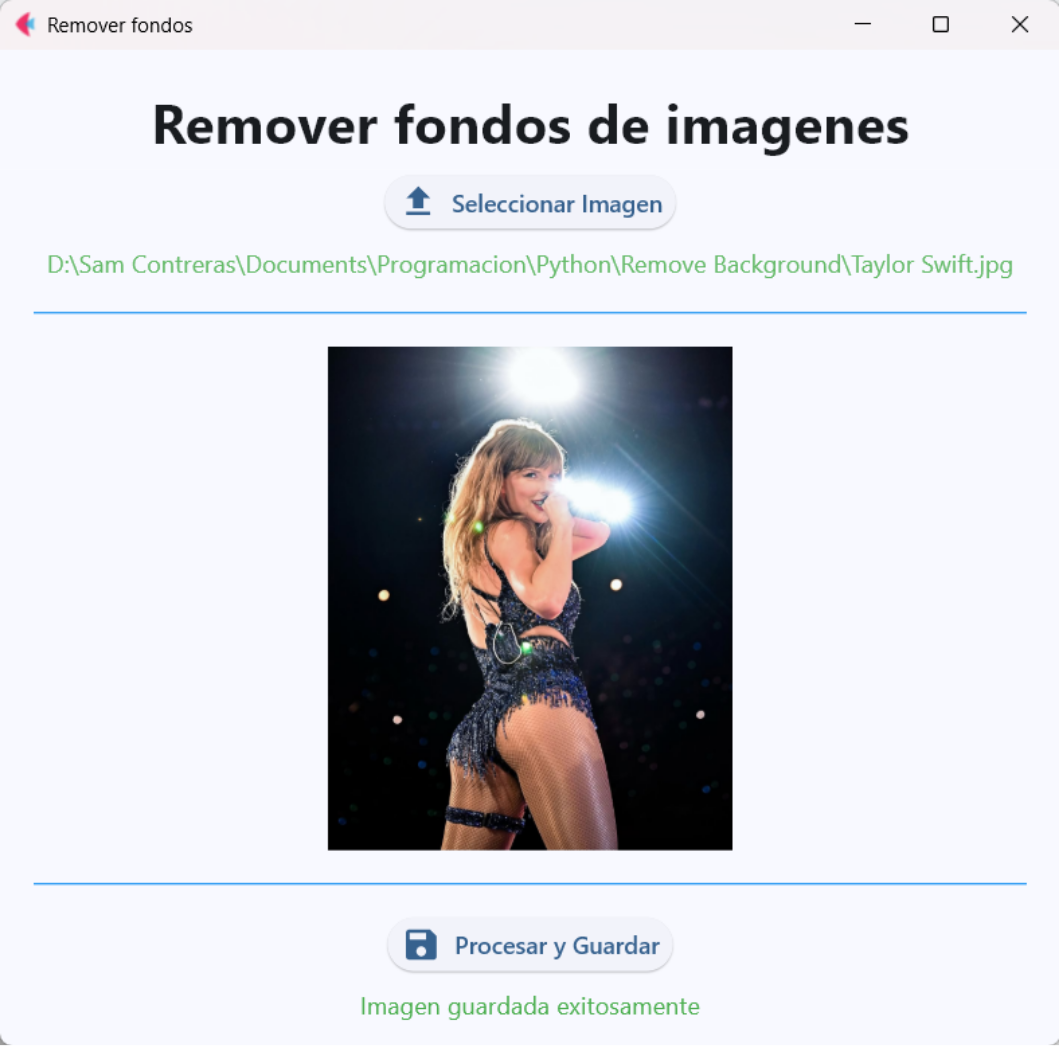 Remover fondos
Remover fondos de imagenes
Seleccionar Imagen
D:\Sam Contreras\Documents\Programacion\Python\Remove Background\Taylor Swift.jpg
Procesar y Guardar
Imagen guardada exitosamente